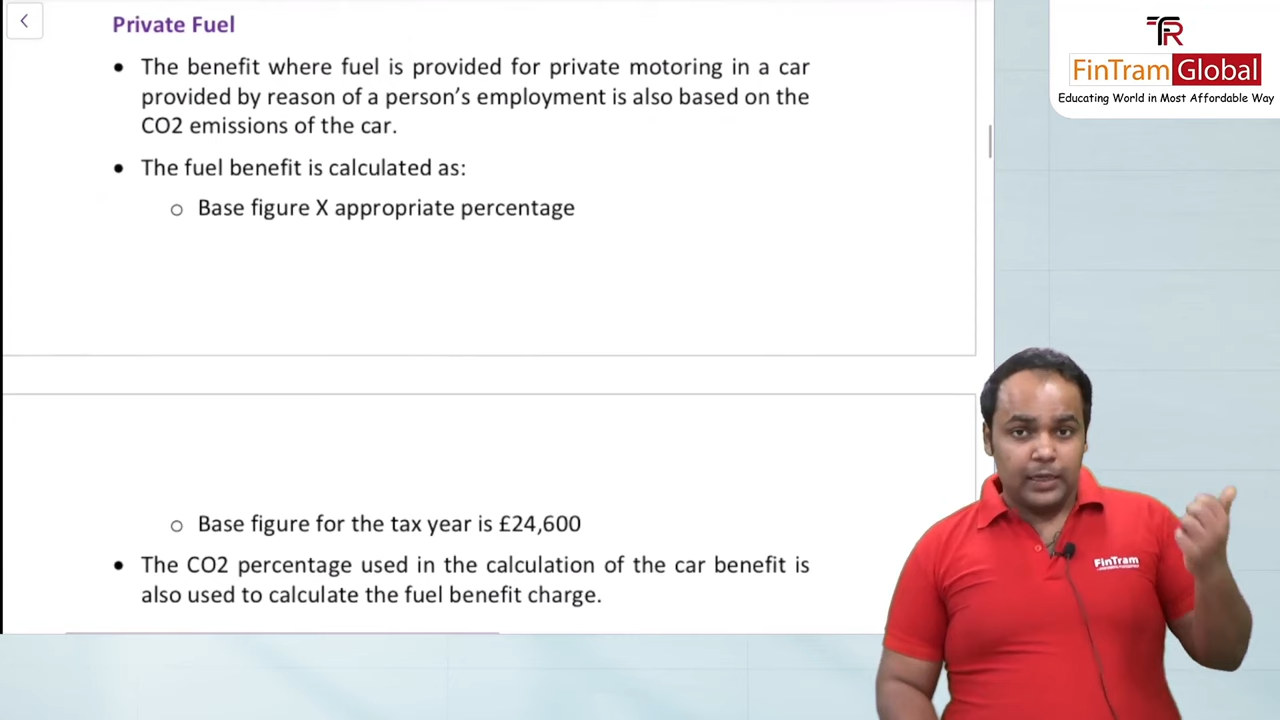 Private Fuel
• The benefit where fuel is provided for private motoring in a car
provided by reason of a person's employment is also based on the
CO2 emissions of the car.
• The fuel benefit is calculated as:
o Base figure X appropriate percentage
o Base figure for the tax year is £24,600
• The CO2 percentage used in the calculation of the car benefit is
also used to calculate the fuel benefit charge.
TR
FinTram Global
Educating World in Most Affordable Way
FinTram